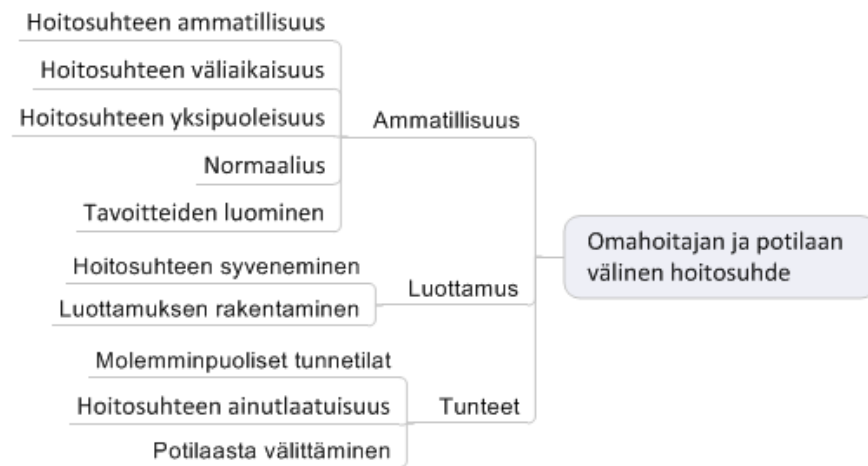 Hoitosuhteen ammatillisuus
Hoitosuhteen väliaikaisuus
Hoitosuhteen yksipuoleisuus
Normaalius
Tavoitteiden luominen
Ammatillisuus
Hoitosuhteen syveneminen
Luottamuksen rakentaminen
Luottamus
Molemminpuoliset tunnetilat
Hoitosuhteen ainutlaatuisuus
Potilaasta välittäminen
Tunteet
Omahoitajan ja potilaan
välinen hoitosuhde